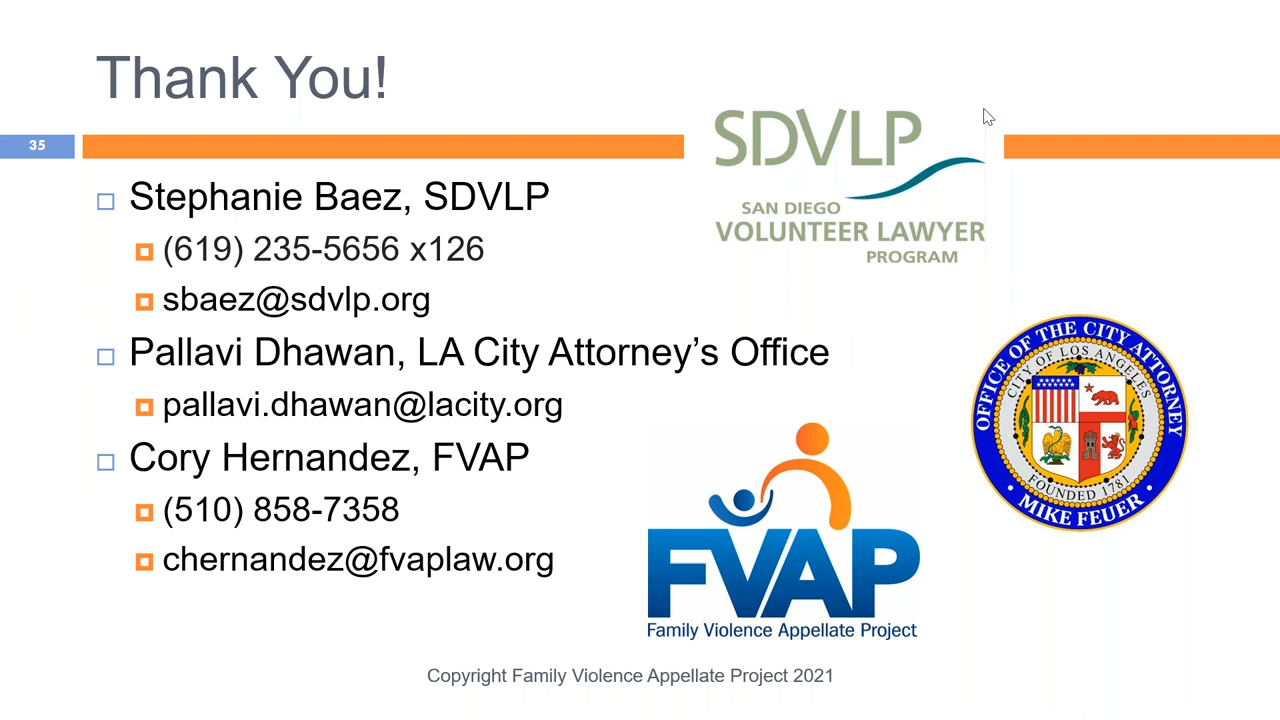 Thank You!
35
SDVLP
SAN DIEGO
VOLUNTEER LAWYER
PROGRAM
Stephanie Baez, SDVLP
(619) 235-5656 x126
sbaez@sdvlp.org
Pallavi Dhawan, LA City Attorney’s Office
pallavi.dhawan@lacity.org
Cory Hernandez, FVAP
(510) 858-7358
chernandez@fvaplaw.org
OFFICE OF THE CITY ATTORNEY
CITY OF LOS ANGELES
FOUNDED 1781
MIKE FEUER
FVAP
Family Violence Appellate Project
Copyright Family Violence Appellate Project 2021